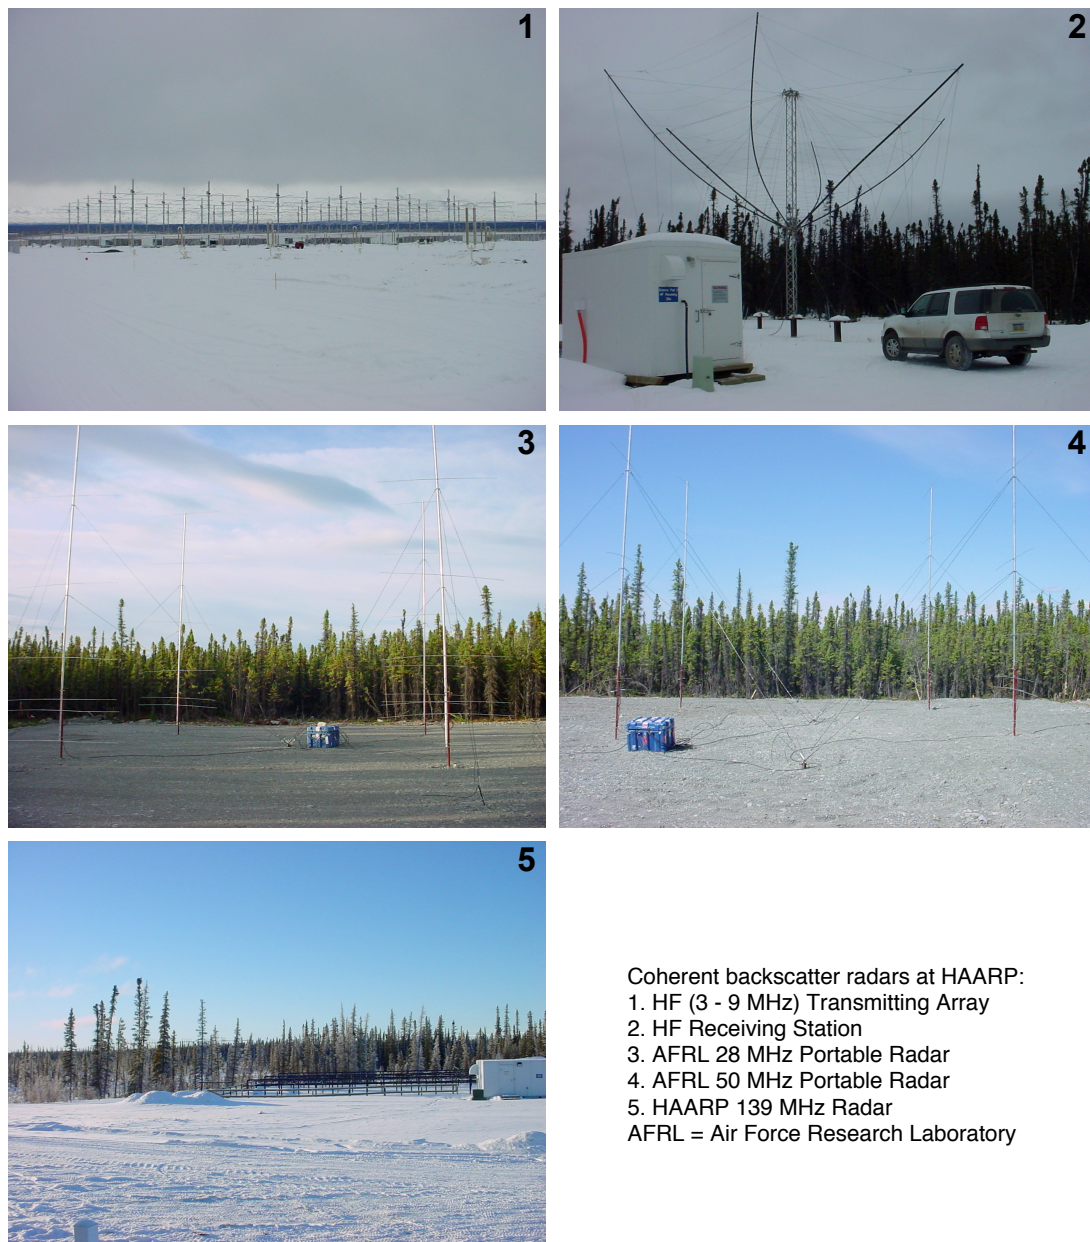 1
2
3
4
5
Coherent backscatter radars at HAARP:
1. HF (3 - 9 MHz) Transmitting Array
2. HF Receiving Station
3. AFRL 28 MHz Portable Radar
4. AFRL 50 MHz Portable Radar
5. HAARP 139 MHz Radar
AFRL = Air Force Research Laboratory